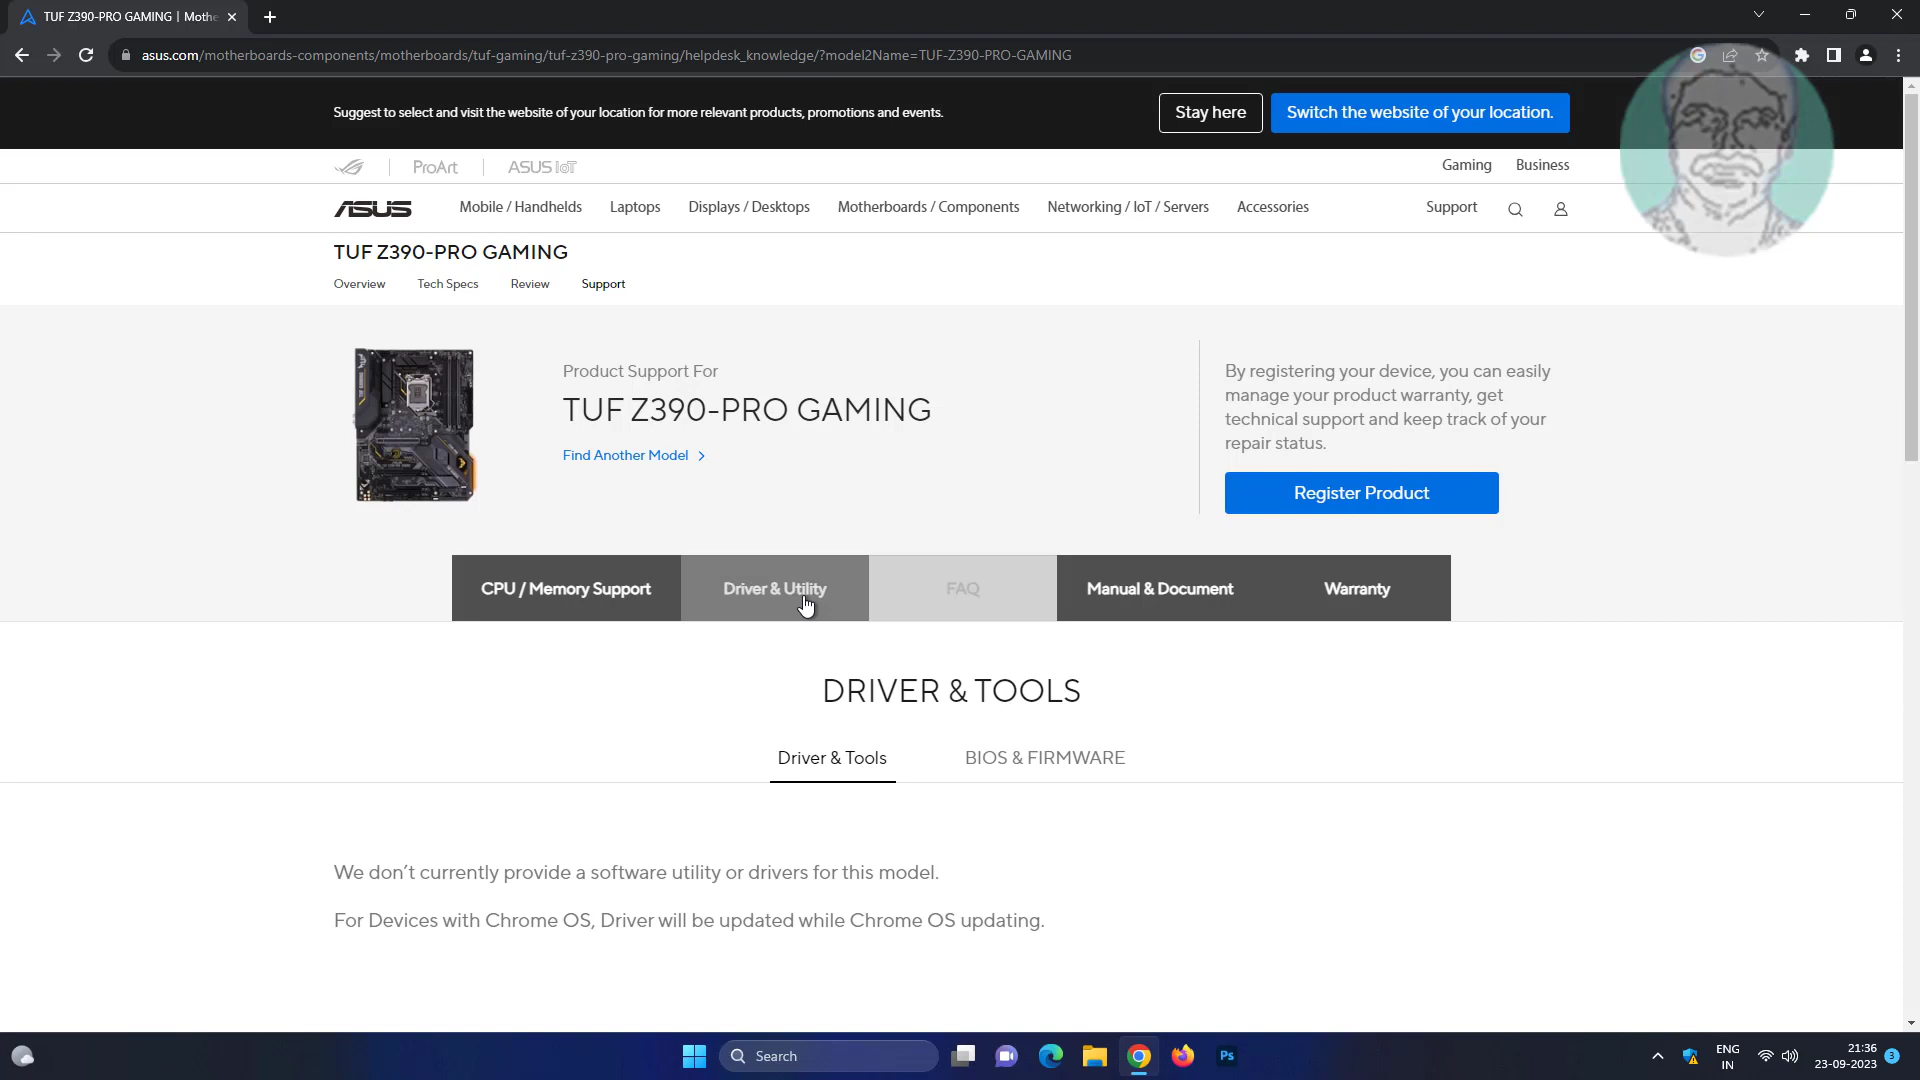 TUF Z390-PRO GAMING | Mothe
asus.com/motherboards-components/motherboards/tuf-gaming/tuf-z390-pro-gaming/helpdesk_knowledge/?model2Name=TUF-Z390-PRO-GAMING
Suggest to select and visit the website of your location for more relevant products, promotions and events.
Stay here
Switch the website of your location.
ProArt
ASUS IoT
Gaming
Business
ASUS
Mobile / Handhelds
Laptops
Displays / Desktops
Motherboards / Components
Networking / IoT / Servers
Accessories
Support
TUF Z390-PRO GAMING
Overview
Tech Specs
Review
Support
Product Support For
TUF Z390-PRO GAMING
Find Another Model
By registering your device, you can easily
manage your product warranty, get
technical support and keep track of your
repair status.
Register Product
CPU / Memory Support
Driver & Utility
FAQ
Manual & Document
Warranty
DRIVER & TOOLS
Driver & Tools
BIOS & FIRMWARE
We don’t currently provide a software utility or drivers for this model.
For Devices with Chrome OS, Driver will be updated while Chrome OS updating.
Search
Ps
ENG
IN
21:36
23-09-2023
3